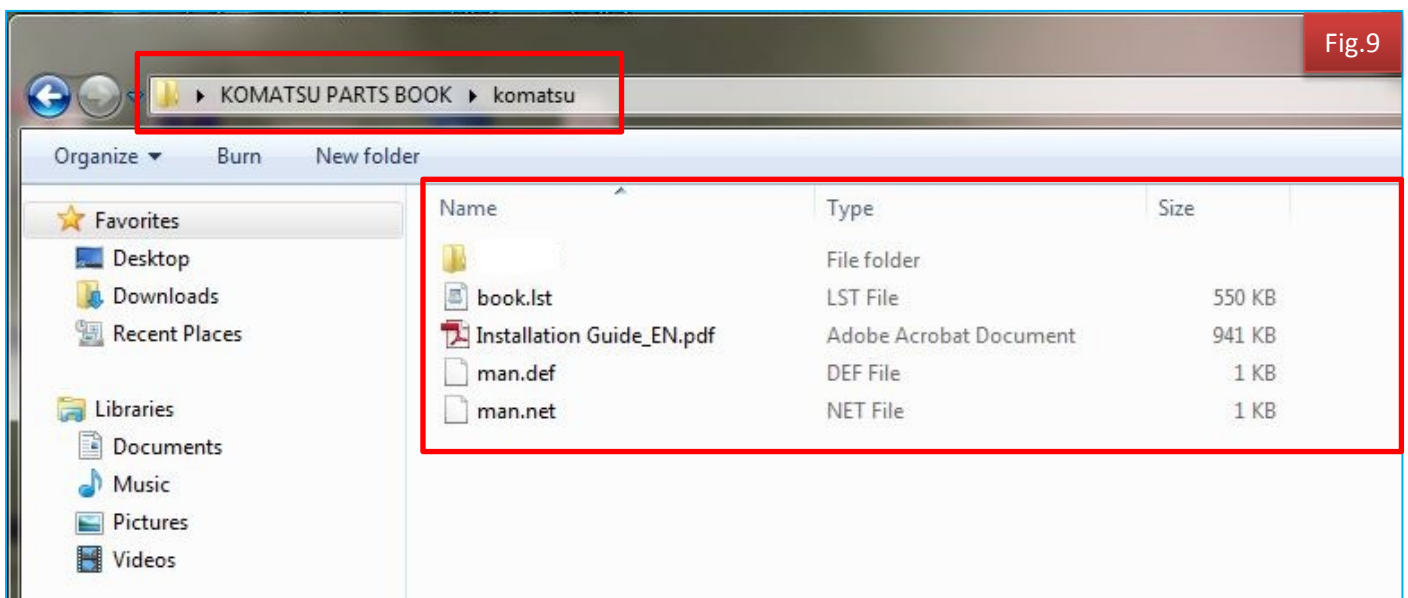 Fig.9
KOMATSU PARTS BOOK komatsu
Organize Burn New folder
Name Type Size
Favorites
Desktop File folder
Downloads book.lst LST File 550 KB
Recent Places Installation Guide_EN.pdf Adobe Acrobat Document 941 KB
man.def DEF File 1 KB
Libraries man.net NET File 1 KB
Documents
Music
Pictures
Videos